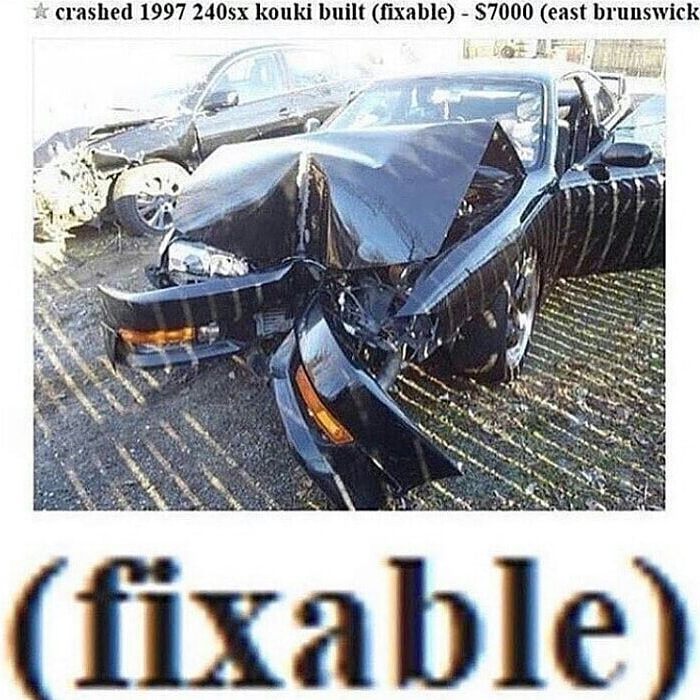 crashed 1997 240sx kouki built (fixable) - $7000 (east brunswick
(fixable)